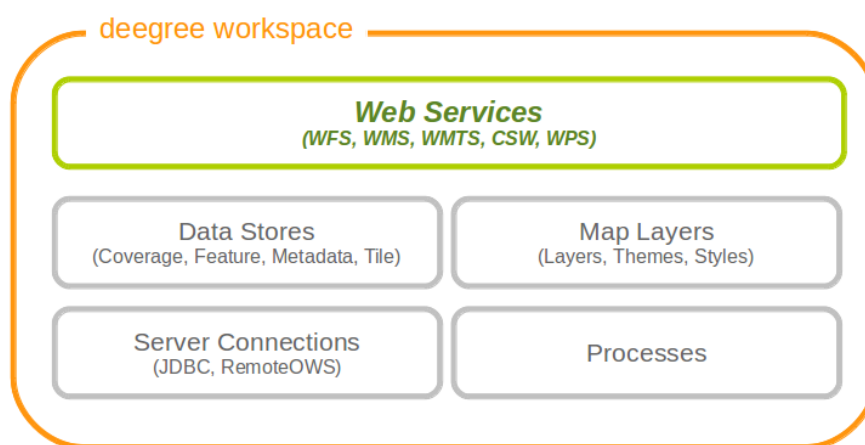 deegree workspace
Web Services
(WFS, WMS, WMTS, CSW, WPS)
Data Stores
(Coverage, Feature, Metadata, Tile)
Map Layers
(Layers, Themes, Styles)
Server Connections
(JDBC, RemoteOWS)
Processes